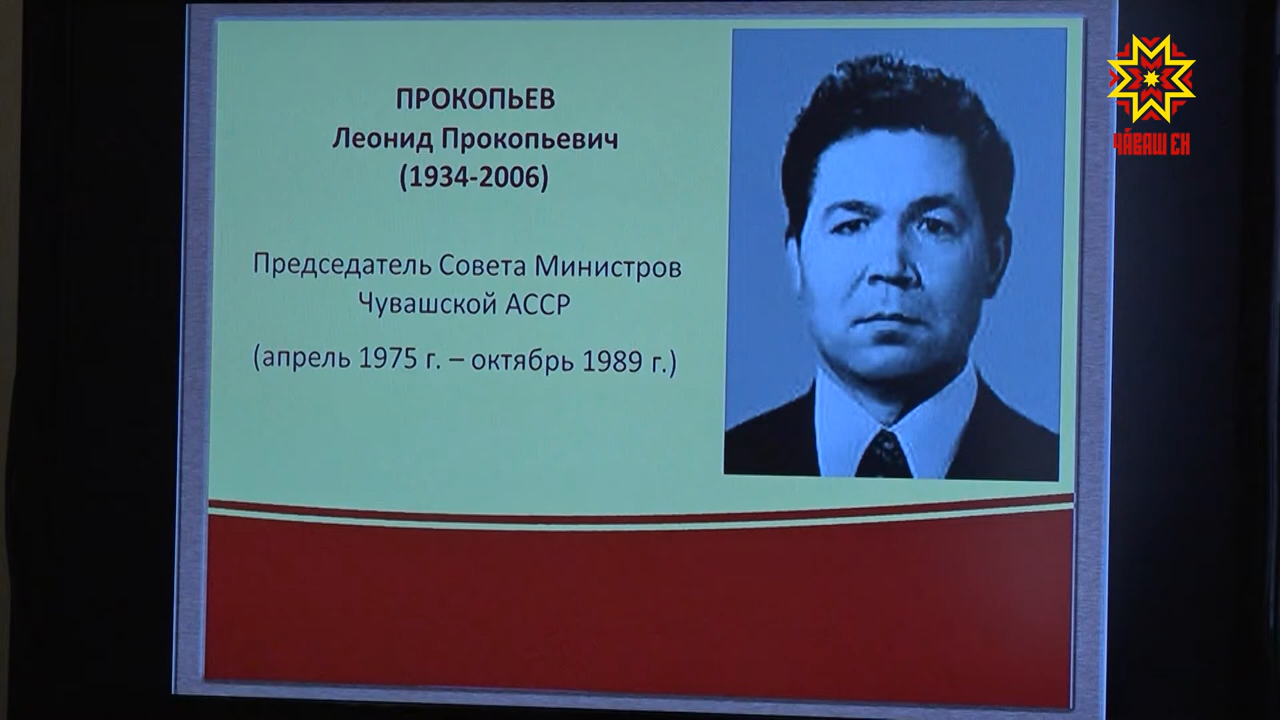 ПРОКОПЬЕВ
Леонид Прокопьевич
(1934-2006)
Председатель Совета Министров
Чувашской АССР
(апрель 1975 г. – октябрь 1989 г.)
ЧĂВАШ ЕН